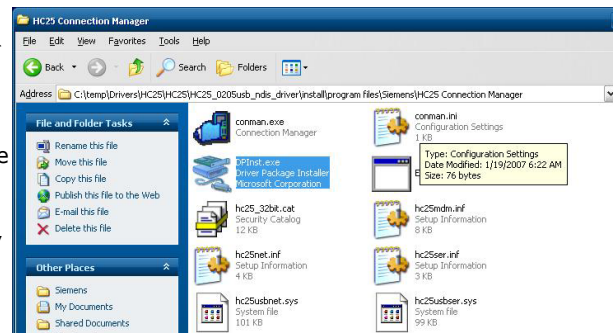 HC25 Connection Manager
File Edit View Favorites Tools Help
Back Search Folders
Address C:\temp\Drivers\HC25\HC25\HC25_0205usb_ndis_driver\install\program files\Siemens\HC25 Connection Manager
File and Folder Tasks
Rename this file
Move this file
Copy this file
Publish this file to the Web
E-mail this file
Delete this file
Other Places
Siemens
My Documents
Shared Documents
conman.exe
Connection Manager
conman.ini
Configuration Settings
1 KB
DPInst.exe
Driver Package Installer
Microsoft Corporation
Type: Configuration Settings
Date Modified: 1/19/2007 6:22 AM
Size: 76 bytes
hc25_32bit.cat
Security Catalog
12 KB
hc25mdm.inf
Setup Information
8 KB
hc25net.inf
Setup Information
4 KB
hc25ser.inf
Setup Information
3 KB
hc25usbnet.sys
System file
101 KB
hc25usbser.sys
System file
99 KB